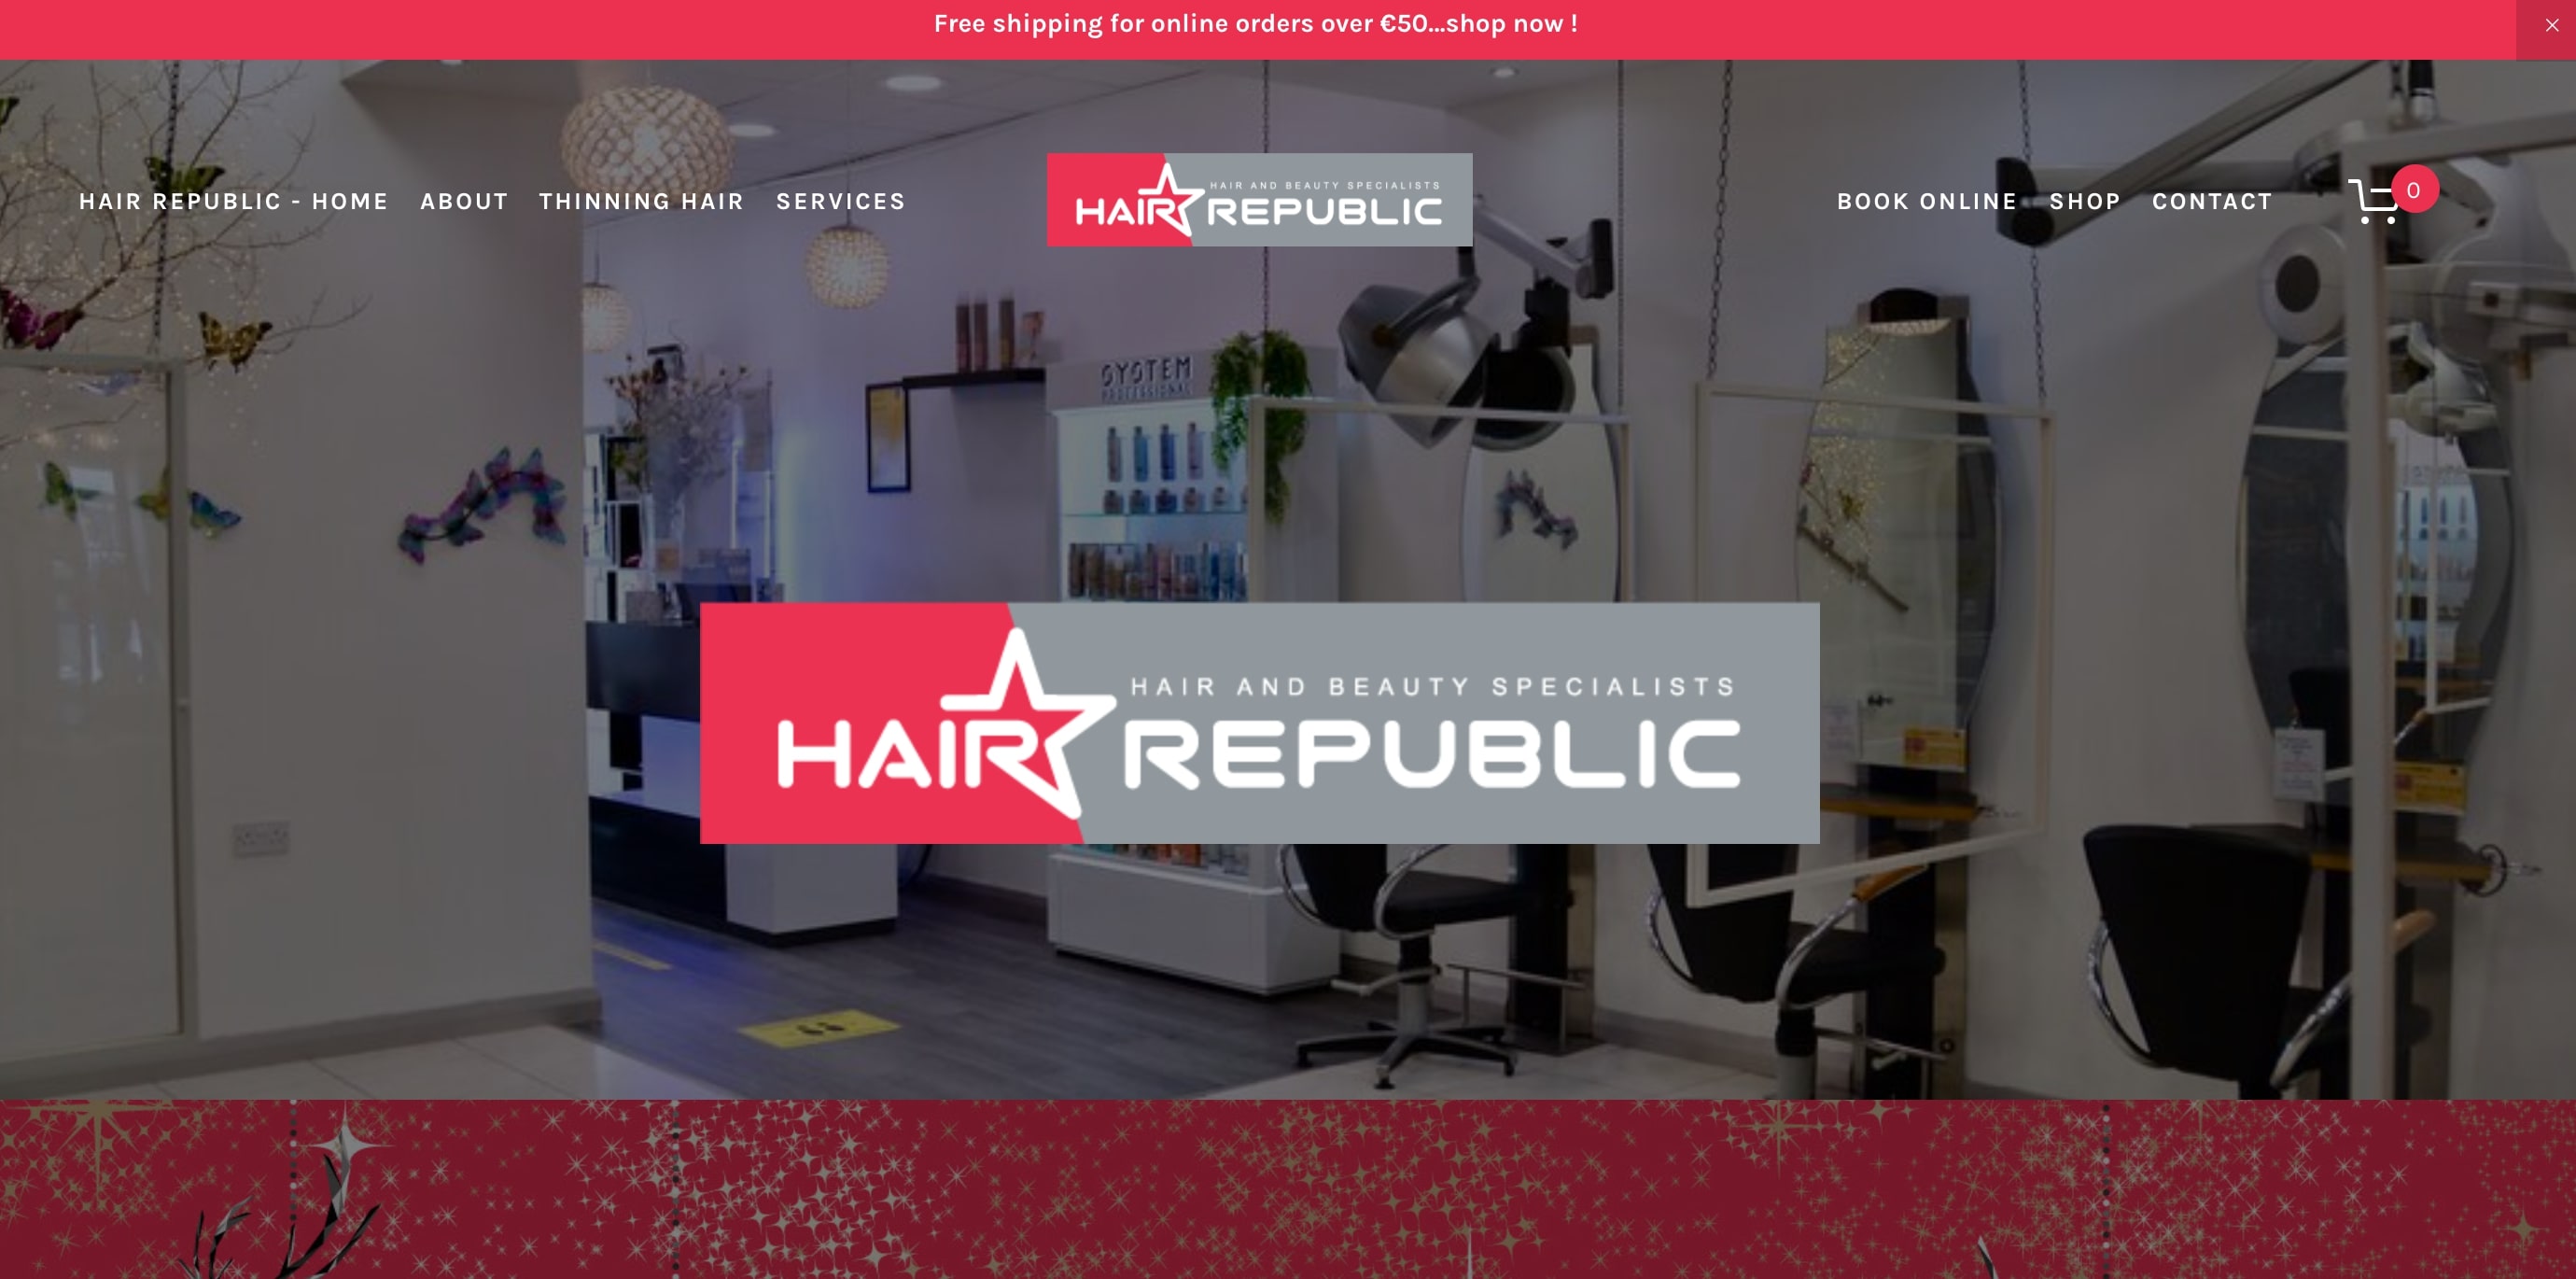 Free shipping for online orders over €50...shop now !
HAIR REPUBLIC - HOME ABOUT THINNING HAIR SERVICES
HAIR AND BEAUTY SPECIALISTS
HAIR REPUBLIC
BOOK ONLINE SHOP CONTACT
0
SYSTEM
PROFESSIONAL
HAIR AND BEAUTY SPECIALISTS
HAIR REPUBLIC